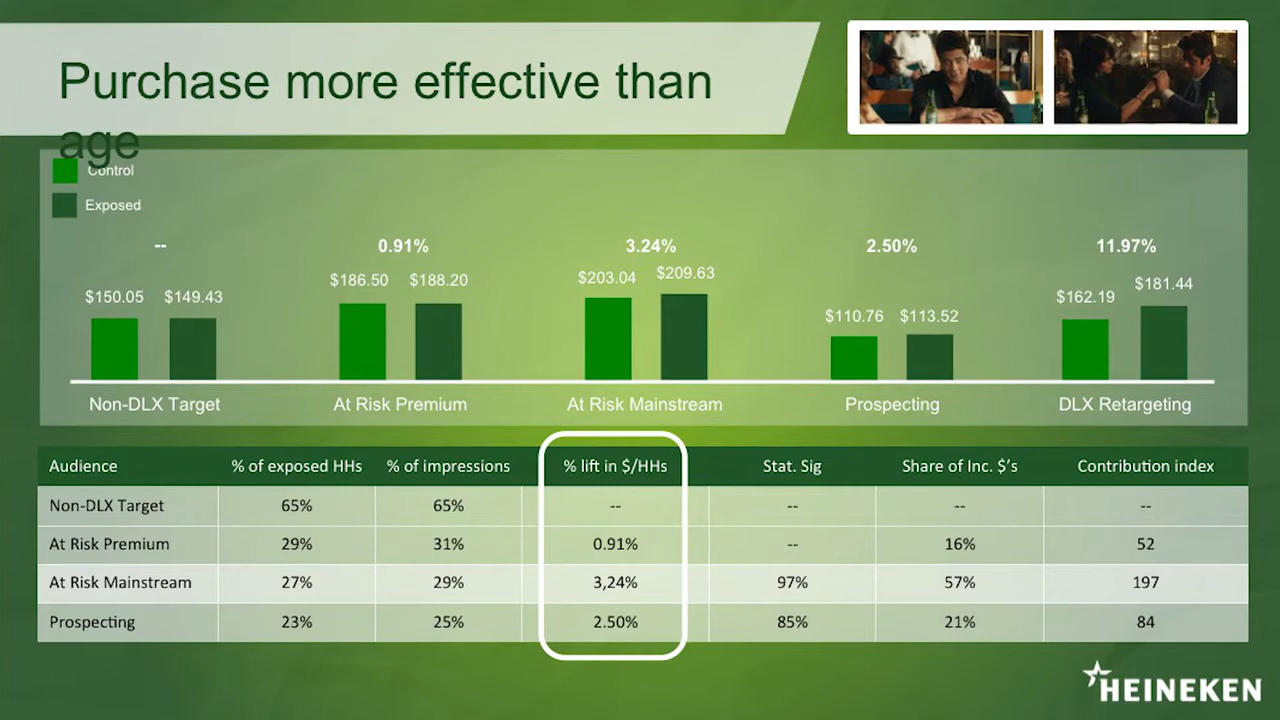 Purchase more effective than
age
Control
Exposed
-- 0.91% 3.24% 2.50% 11.97%
$150.05 $149.43 $186.50 $188.20 $203.04 $209.63 $110.76 $113.52 $162.19 $181.44
Non-DLX Target At Risk Premium At Risk Mainstream Prospecting DLX Retargeting
Audience % of exposed HHs % of impressions % lift in $/HHs Stat. Sig Share of Inc. $'s Contribution index
Non-DLX Target 65% 65% -- -- -- --
At Risk Premium 29% 31% 0.91% -- 16% 52
At Risk Mainstream 27% 29% 3,24% 97% 57% 197
Prospecting 23% 25% 2.50% 85% 21% 84
HEINEKEN